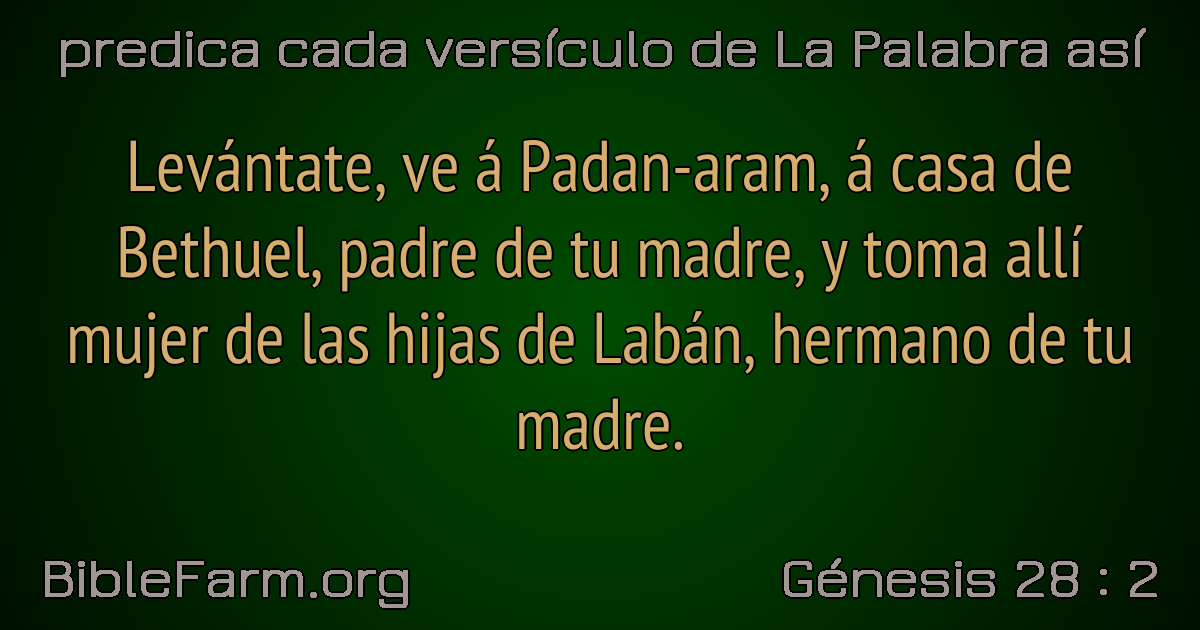 predica cada versículo de La Palabra así
Levántate, ve á Padan-aram, á casa de
Bethuel, padre de tu madre, y toma allí
mujer de las hijas de Labán, hermano de tu
madre.
BibleFarm.org
Génesis 28 : 2